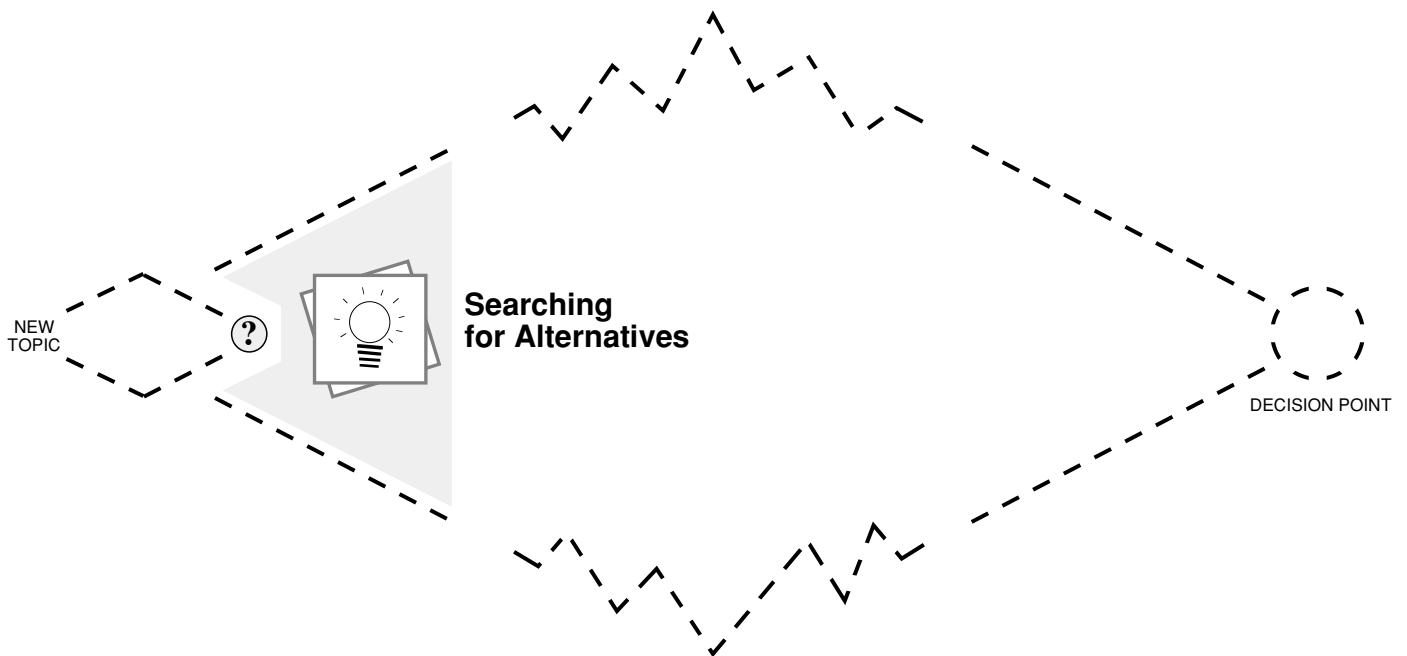 NEW
TOPIC
?
Searching
for Alternatives
DECISION POINT